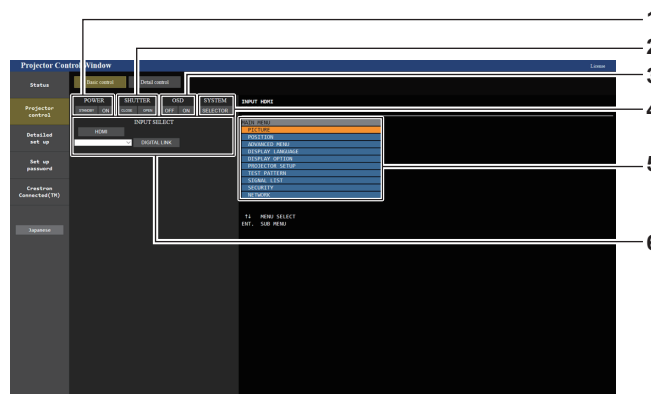 Projector Control Window
License
Status
Basic control
Detail control
POWER
SHUTTER
OSD
SYSTEM
STANDBY
ON
CLOSE
OPEN
OFF
ON
SELECTOR
Projector
control
INPUT SELECT
HDMI
DIGITAL LINK
Detailed
set up
Set up
password
Crestron
Connected(TM)
Japanese
INPUT HDMI
MAIN MENU
PICTURE
POSITION
ADVANCED MENU
DISPLAY LANGUAGE
DISPLAY OPTION
PROJECTOR SETUP
TEST PATTERN
SIGNAL LIST
SECURITY
NETWORK
↑↓ MENU SELECT
ENT. SUB MENU
1
2
3
4
5
6